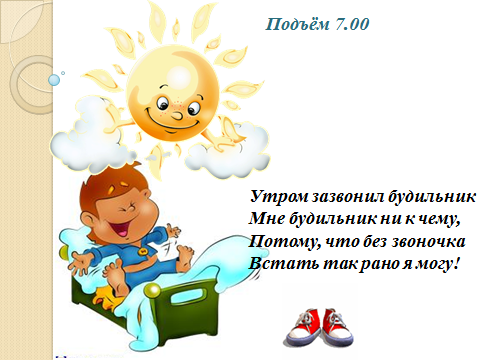 Подъём 7.00
Утром зазвонил будильник
Мне будильник ни к чему,
Потому, что без звоночка
Встать так рано я могу!